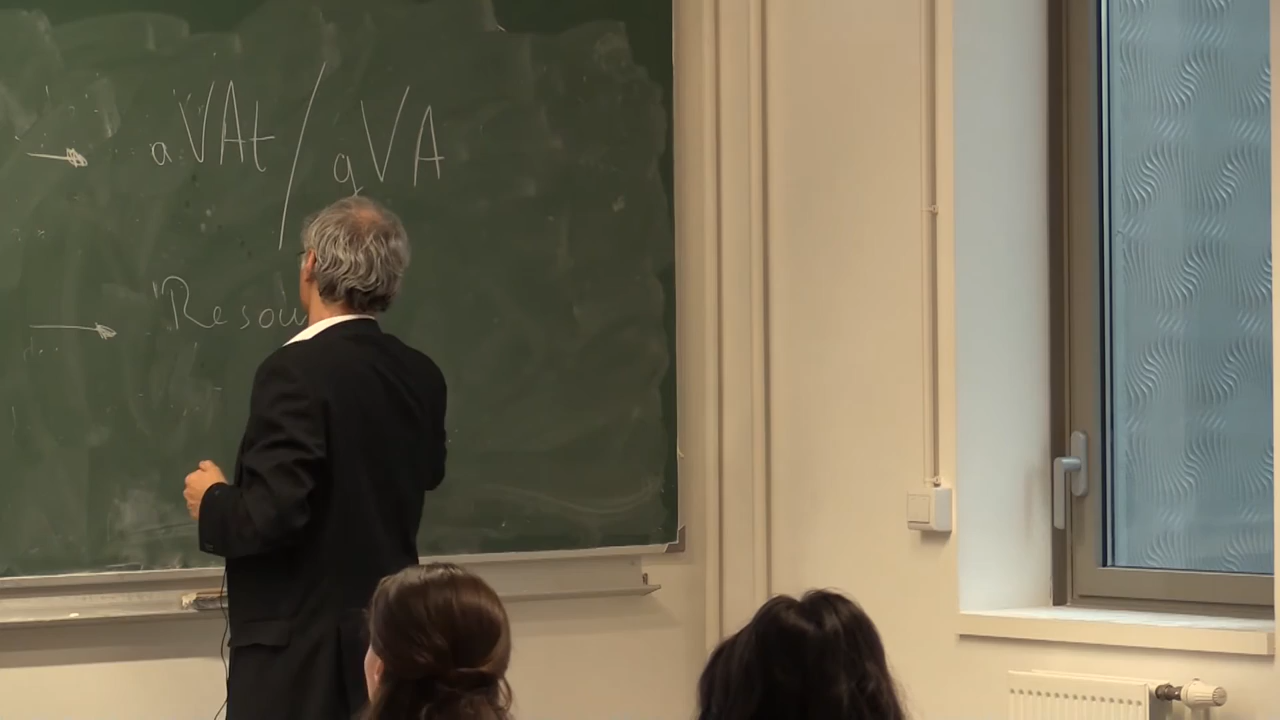 → aVAt / gVA
→ "Resou